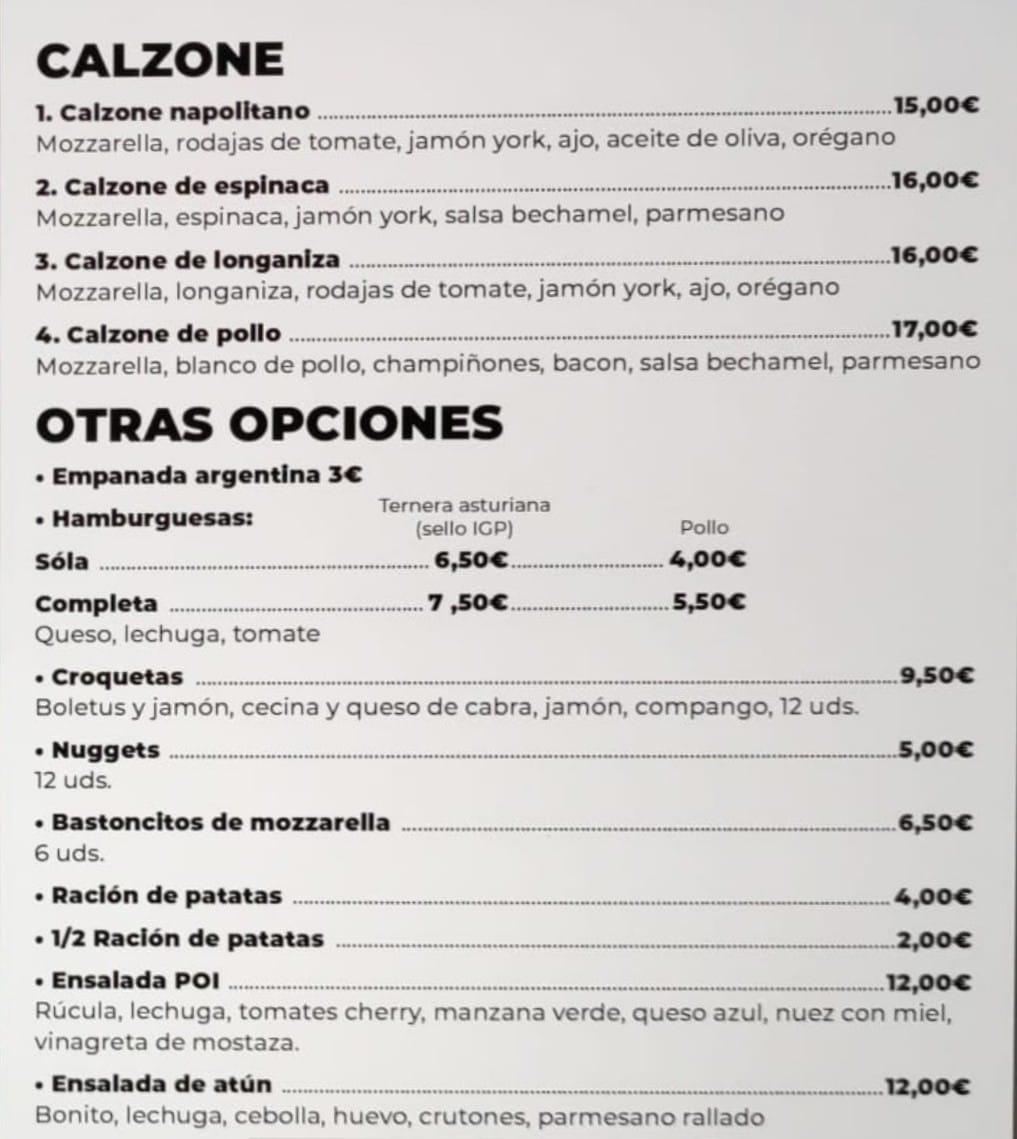 CALZONE
1. Calzone napolitano ........ 15,00€
Mozzarella, rodajas de tomate, jamón york, ajo, aceite de oliva, orégano
2. Calzone de espinaca ........ 16,00€
Mozzarella, espinaca, jamón york, salsa bechamel, parmesano
3. Calzone de longaniza ........ 16,00€
Mozzarella, longaniza, rodajas de tomate, jamón york, ajo, orégano
4. Calzone de pollo ........ 17,00€
Mozzarella, blanco de pollo, champiñones, bacon, salsa bechamel, parmesano
OTRAS OPCIONES
• Empanada argentina 3€
• Hamburguesas: Ternera asturiana
(sello IGP) Pollo
Sóla ........ 6,50€ ........ 4,00€
Completa ........ 7 ,50€ ........ 5,50€
Queso, lechuga, tomate
• Croquetas ........ 9,50€
Boletus y jamón, cecina y queso de cabra, jamón, compango, 12 uds.
• Nuggets ........ 5,00€
12 uds.
• Bastoncitos de mozzarella ........ 6,50€
6 uds.
• Ración de patatas ........ 4,00€
• 1/2 Ración de patatas ........ 2,00€
• Ensalada POI ........ 12,00€
Rúcula, lechuga, tomates cherry, manzana verde, queso azul, nuez con miel,
vinagreta de mostaza.
• Ensalada de atún ........ 12,00€
Bonito, lechuga, cebolla, huevo, crutones, parmesano rallado